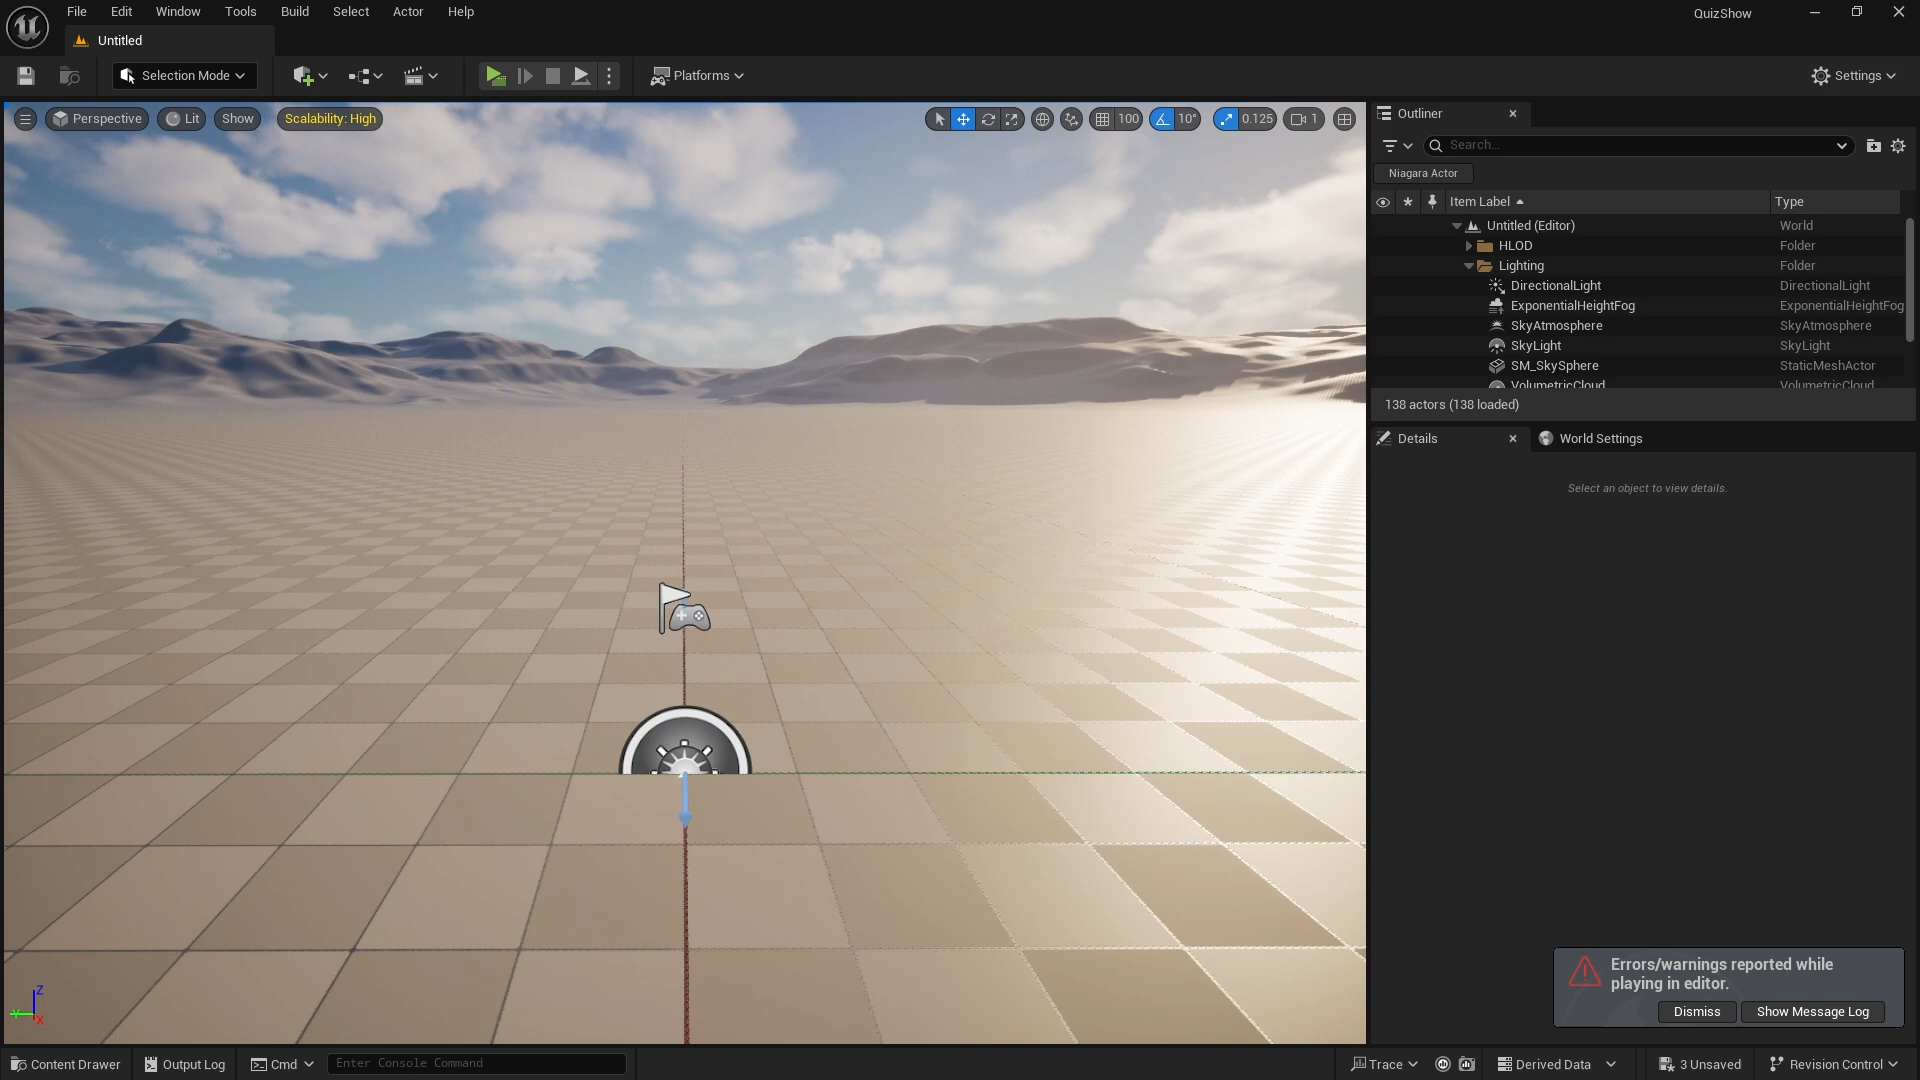 File Edit Window Tools Build Select Actor Help
QuizShow
Untitled
Selection Mode
Platforms
Settings
Perspective Lit Show Scalability: High
100 10° 0.125 1
Outliner
Search...
Niagara Actor
Item Label Type
Untitled (Editor) World
HLOD Folder
Lighting Folder
DirectionalLight DirectionalLight
ExponentialHeightFog ExponentialHeightFog
SkyAtmosphere SkyAtmosphere
SkyLight SkyLight
SM_SkySphere StaticMeshActor
VolumetricCloud VolumetricCloud
138 actors (138 loaded)
Details World Settings
Select an object to view details.
Z
Y
X
Errors/warnings reported while
playing in editor.
Dismiss Show Message Log
Content Drawer Output Log Cmd Enter Console Command Trace Derived Data 3 Unsaved Revision Control